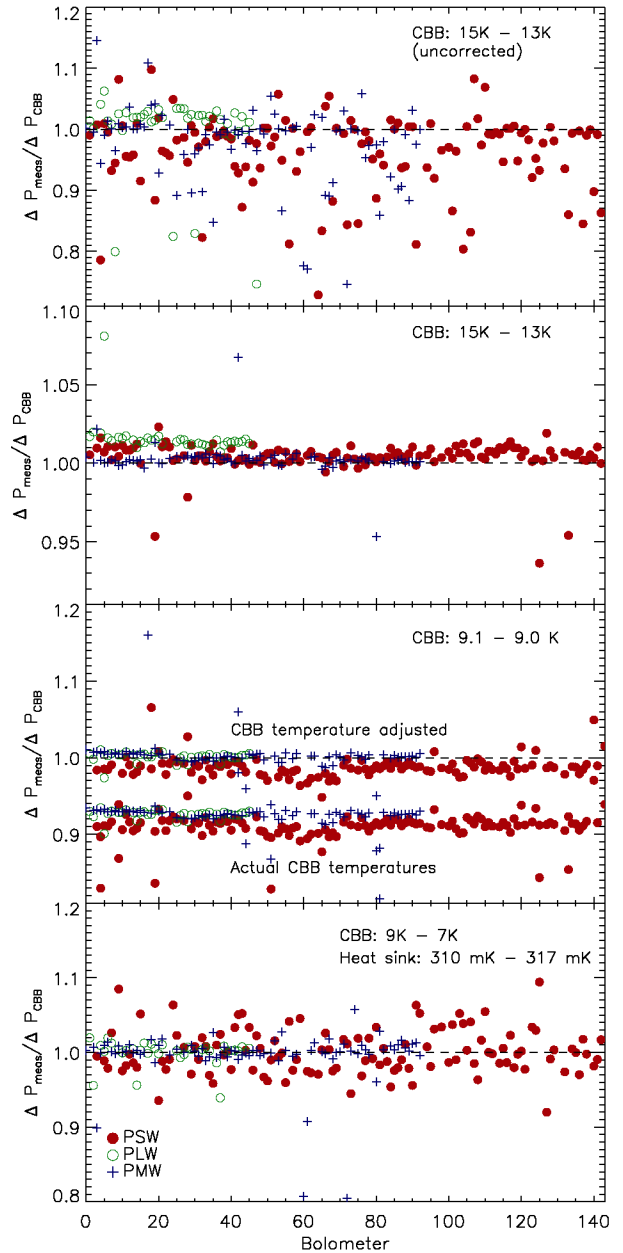 1.2
CBB: 15K − 13K
(uncorrected)
1.1
1.0
0.9
0.8
Δ P_meas/Δ P_CBB
1.10
CBB: 15K − 13K
1.05
1.00
0.95
Δ P_meas/Δ P_CBB
1.2
CBB: 9.1 − 9.0 K
1.1
CBB temperature adjusted
1.0
0.9
Actual CBB temperatures
Δ P_meas/Δ P_CBB
1.2
CBB: 9K − 7K
Heat sink: 310 mK − 317 mK
1.1
1.0
0.9
0.8
Δ P_meas/Δ P_CBB
PSW
PLW
PMW
0 20 40 60 80 100 120 140
Bolometer